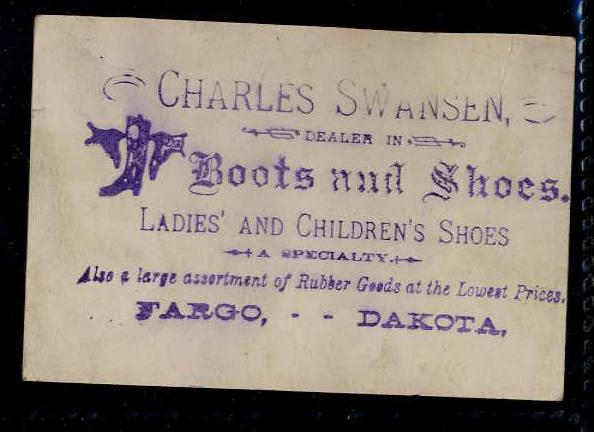 CHARLES SWANSEN,
DEALER IN
Boots and Shoes.
LADIES' AND CHILDREN'S SHOES
A SPECIALTY.
Also a large assortment of Rubber Goods at the Lowest Prices.
FARGO, - - DAKOTA.